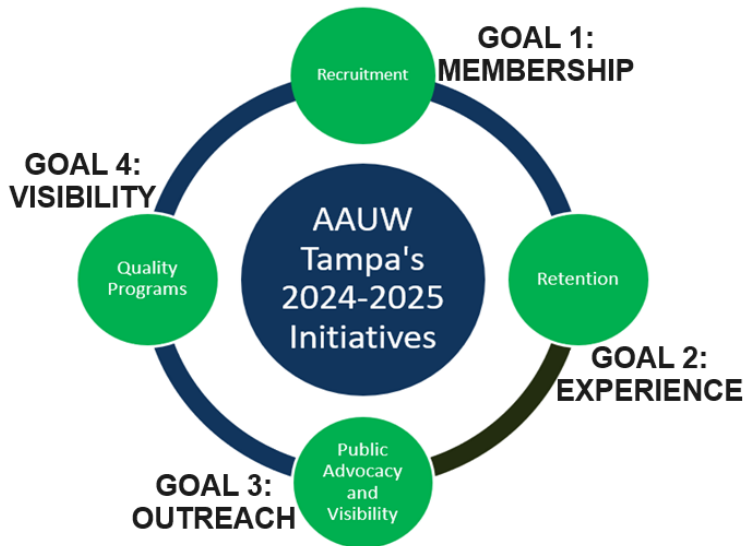 GOAL 1:
MEMBERSHIP
Recruitment
GOAL 4:
VISIBILITY
AAUW
Tampa's
2024-2025
Initiatives
Quality
Programs
Retention
GOAL 2:
EXPERIENCE
Public
Advocacy
and
Visibility
GOAL 3:
OUTREACH